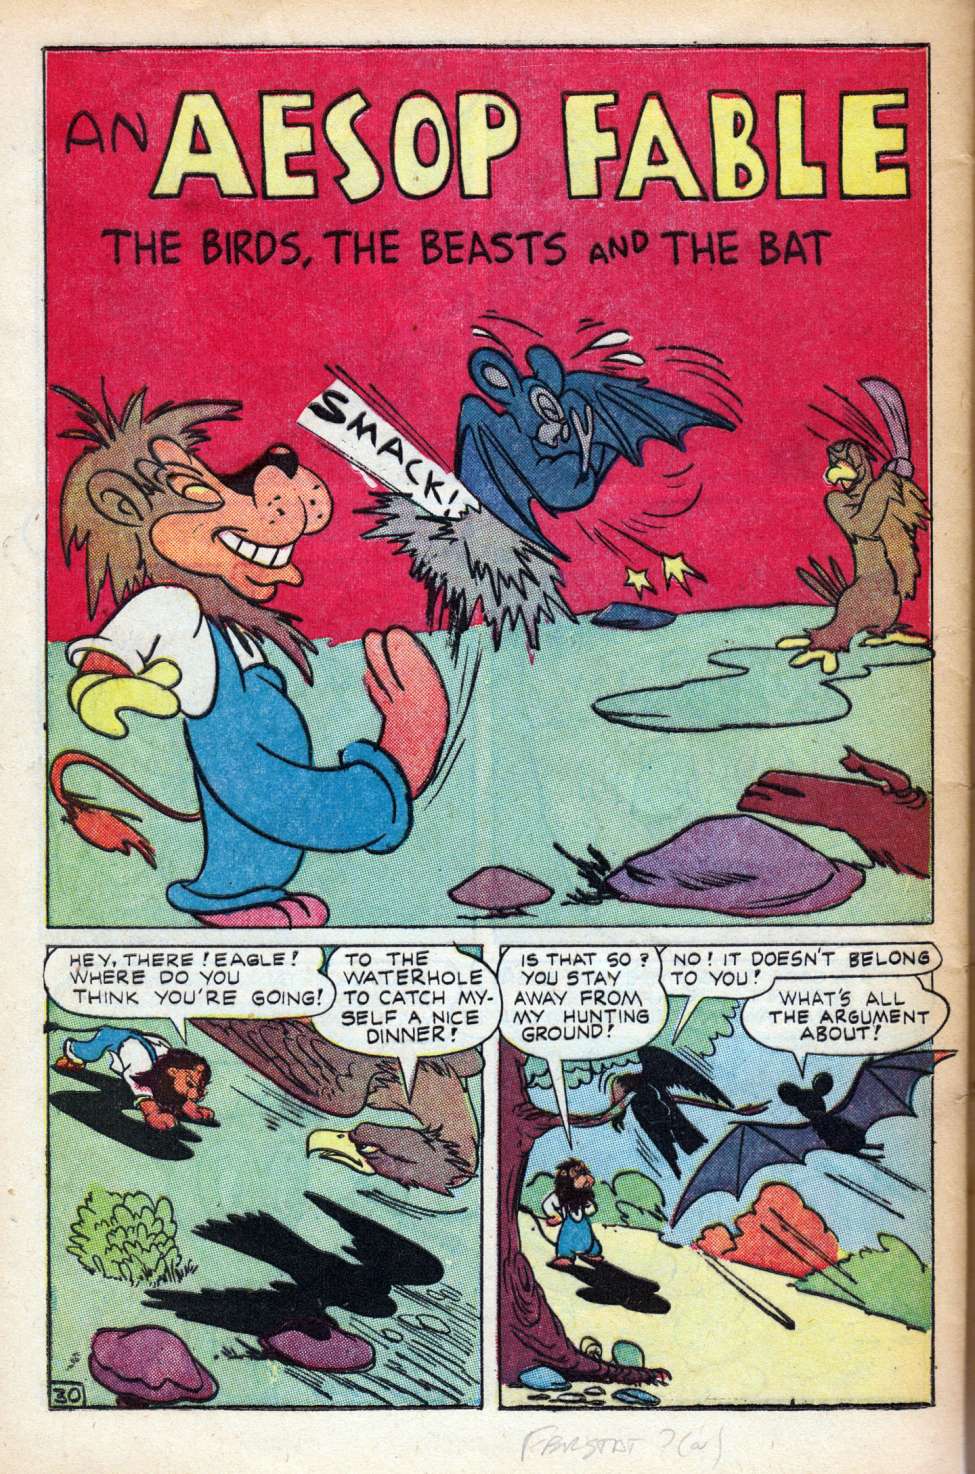 AN AESOP FABLE
THE BIRDS, THE BEASTS AND THE BAT
SMACK!
HEY, THERE! EAGLE!
WHERE DO YOU
THINK YOU'RE GOING!
TO THE
WATERHOLE
TO CATCH MY-
SELF A NICE
DINNER!
IS THAT SO?
YOU STAY
AWAY FROM
MY HUNTING
GROUND!
NO! IT DOESN'T BELONG
TO YOU!
WHAT'S ALL
THE ARGUMENT
ABOUT!
30